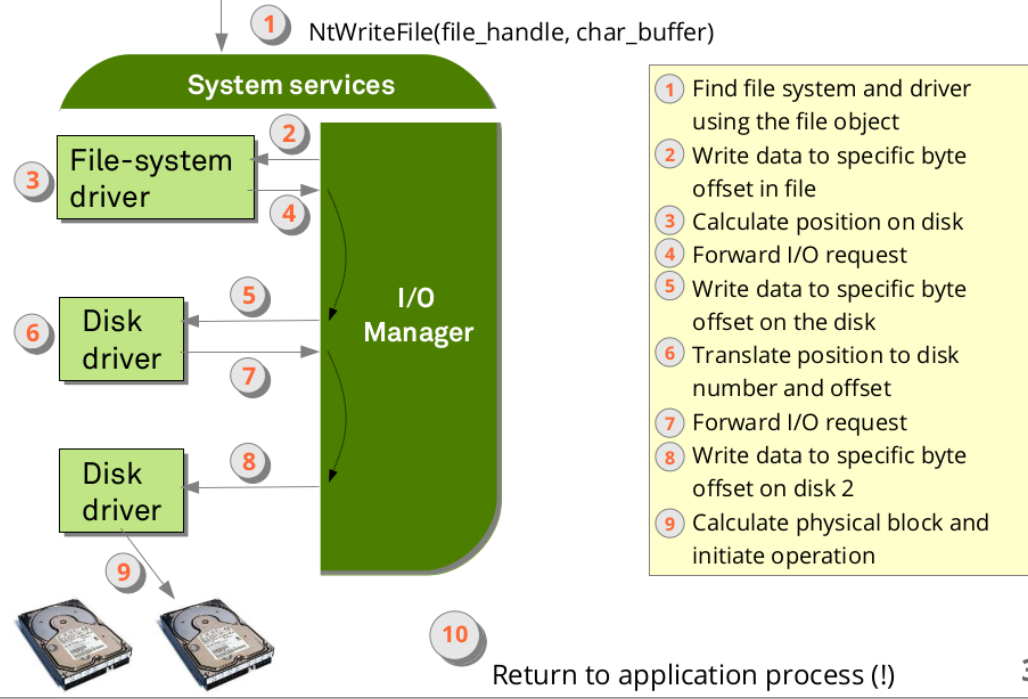 1 NtWriteFile(file_handle, char_buffer)
System services
2
File-system
driver
3
4
5
Disk
driver
6
7
8
Disk
driver
9
I/O
Manager
1 Find file system and driver
using the file object
2 Write data to specific byte
offset in file
3 Calculate position on disk
4 Forward I/O request
5 Write data to specific byte
offset on the disk
6 Translate position to disk
number and offset
7 Forward I/O request
8 Write data to specific byte
offset on disk 2
9 Calculate physical block and
initiate operation
10
Return to application process (!)